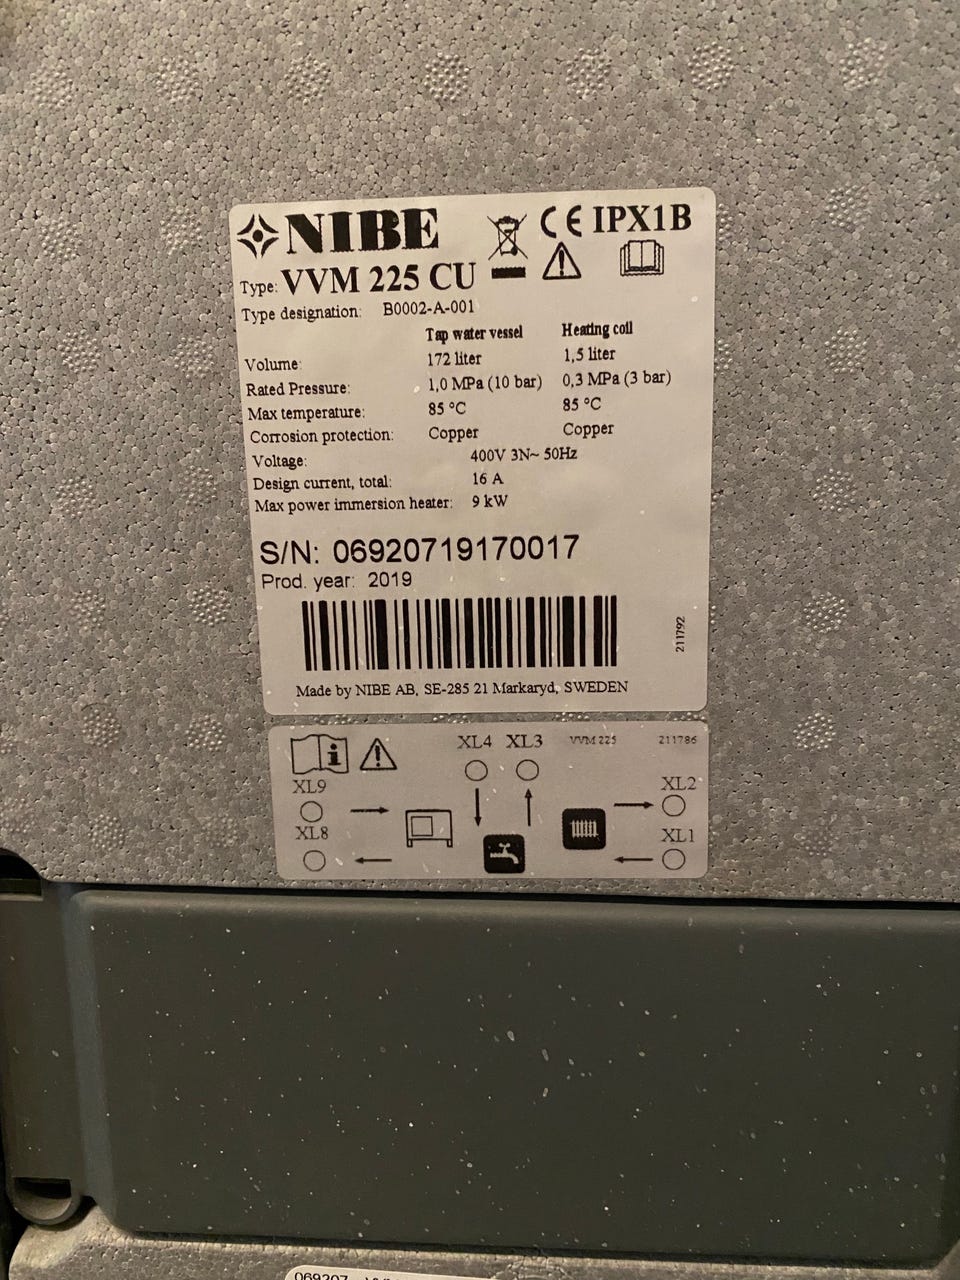 NIBE
CE IPX1B
Type: VVM 225 CU
Type designation: B0002-A-001
Tap water vessel Heating coil
Volume: 172 liter 1,5 liter
Rated Pressure: 1,0 MPa (10 bar) 0,3 MPa (3 bar)
Max temperature: 85 °C 85 °C
Corrosion protection: Copper Copper
Voltage: 400V 3N~ 50Hz
Design current, total: 16 A
Max power immersion heater: 9 kW
S/N: 06920719170017
Prod. year: 2019
211792
Made by NIBE AB, SE-285 21 Markaryd, SWEDEN
XL4 XL3 VVM 225 211786
XL9 XL2
XL8 XL1
069207